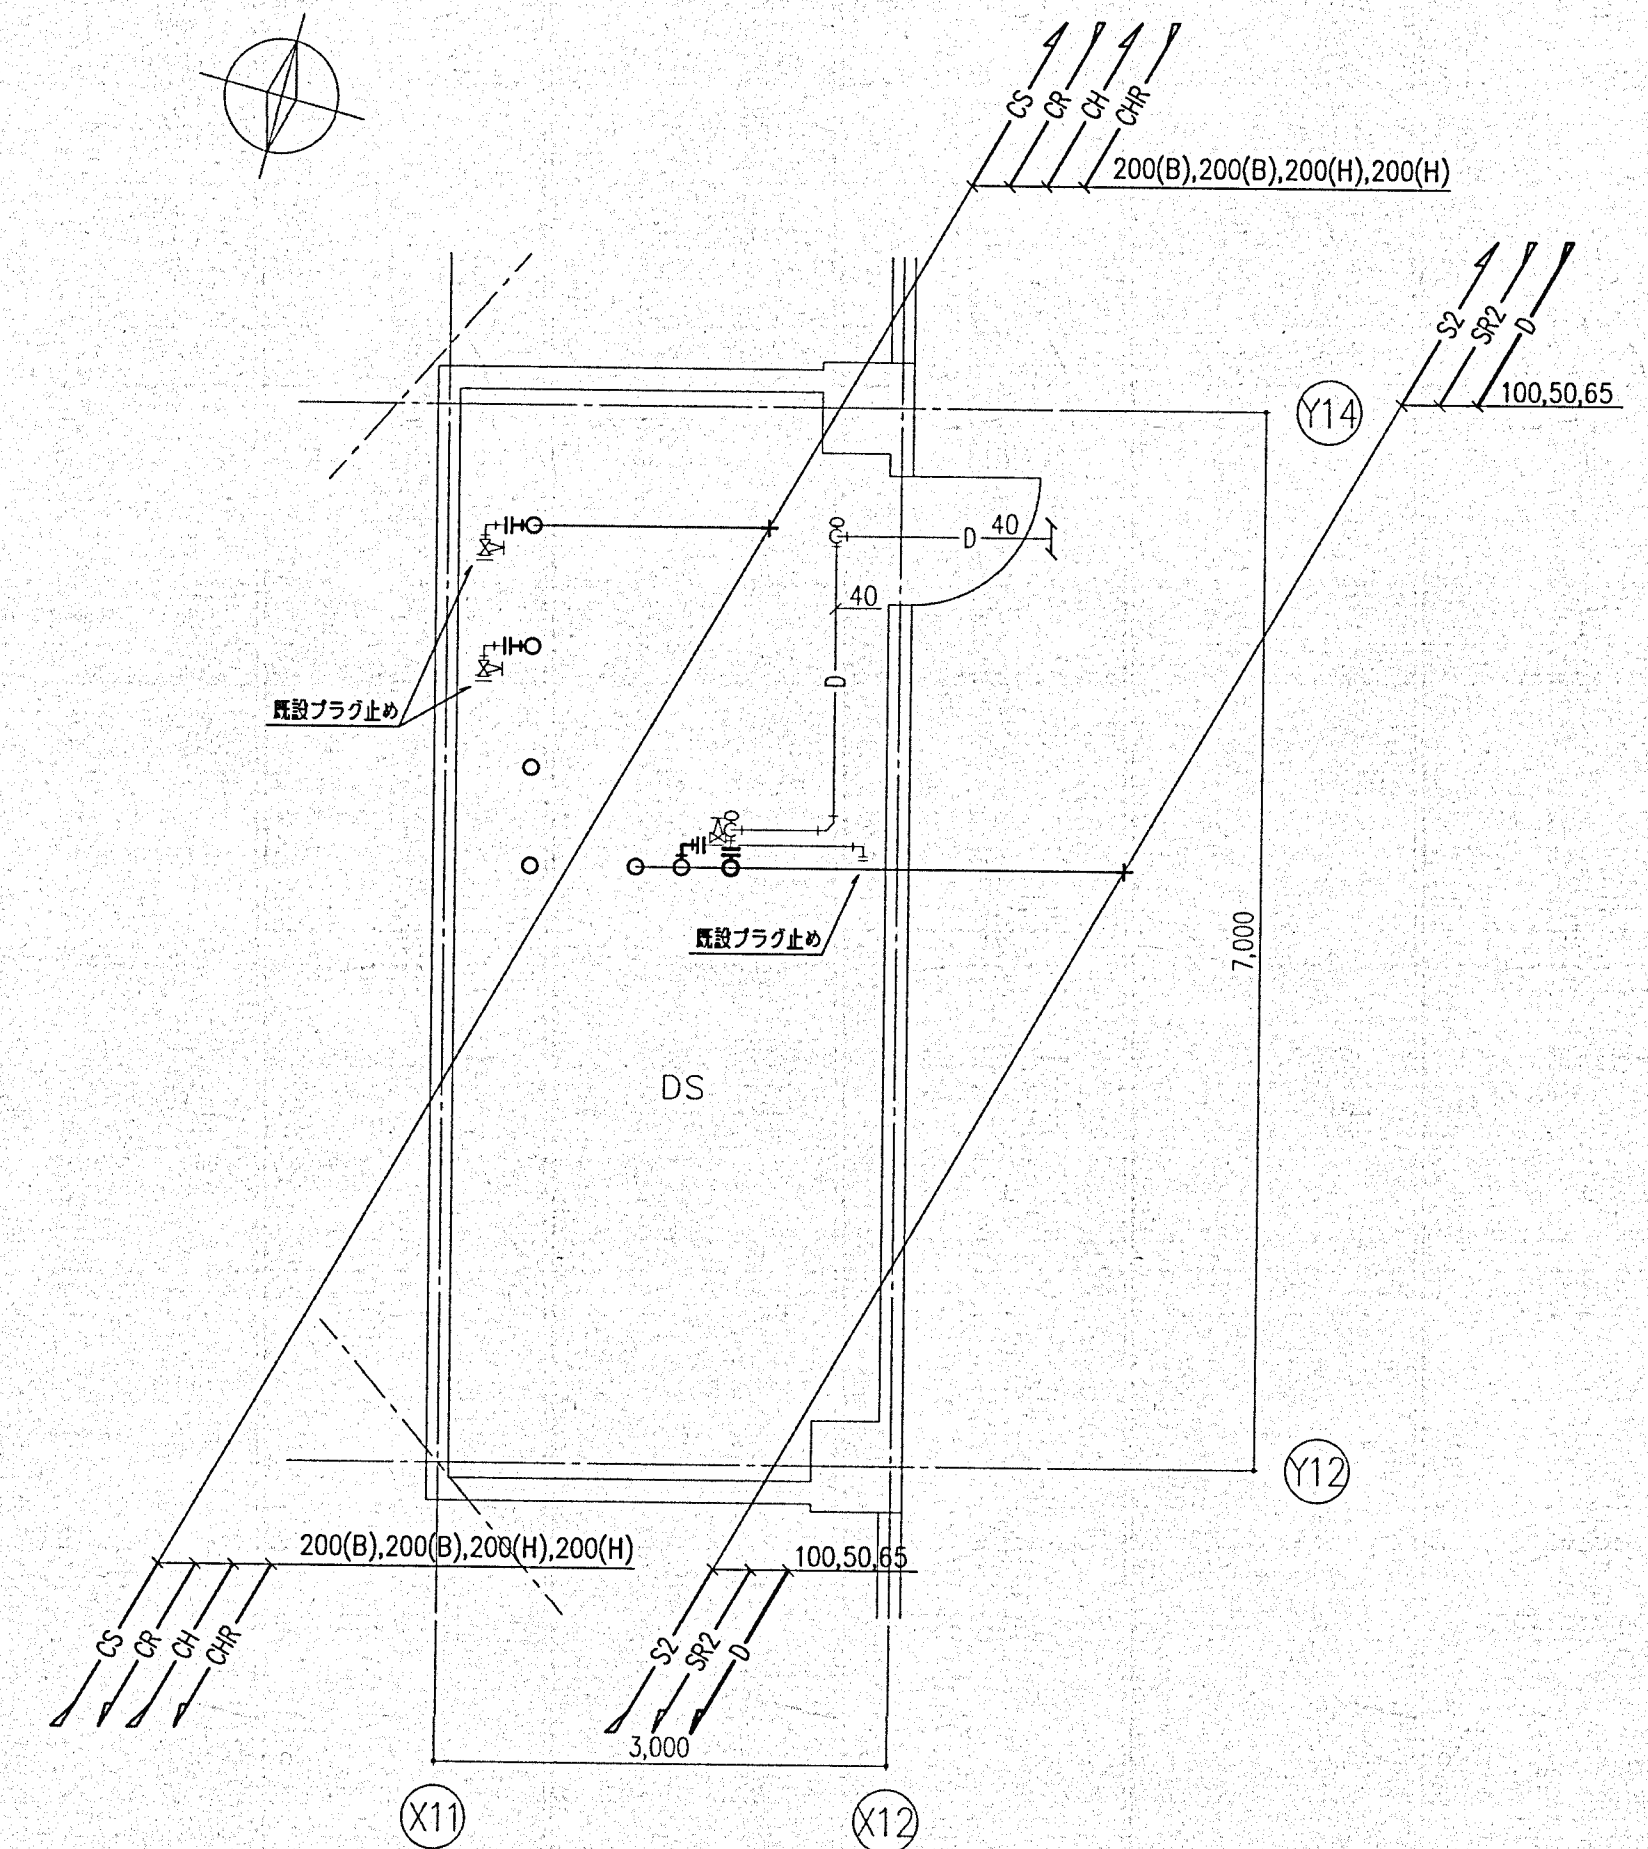 CS
CR
CH
CHR
200(B),200(B),200(H),200(H)
S2
SR2
D
100,50,65
Y14
D 40
40
D
既設プラグ止め
既設プラグ止め
7,000
DS
Y12
200(B),200(B),200(H),200(H)
100,50,65
CS
CR
CH
CHR
S2
SR2
D
3,000
X11
X12